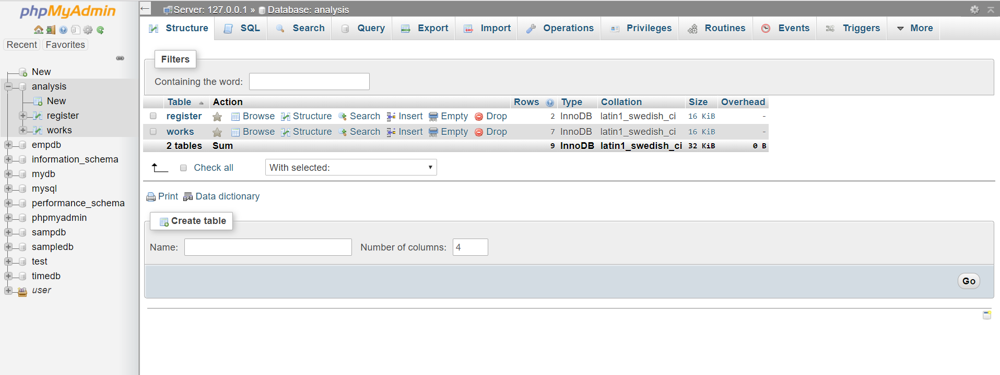 phpMyAdmin
Recent Favorites
New
analysis
New
register
works
empdb
information_schema
mydb
mysql
performance_schema
phpmyadmin
sampdb
sampledb
test
timedb
user
Server: 127.0.0.1 » Database: analysis
Structure SQL Search Query Export Import Operations Privileges Routines Events Triggers More
Filters
Containing the word:
Table Action Rows Type Collation Size Overhead
register Browse Structure Search Insert Empty Drop 2 InnoDB latin1_swedish_ci 16 KiB -
works Browse Structure Search Insert Empty Drop 7 InnoDB latin1_swedish_ci 16 KiB -
2 tables Sum 9 InnoDB latin1_swedish_ci 32 KiB 0 B
Check all With selected:
Print Data dictionary
Create table
Name: Number of columns: 4
Go